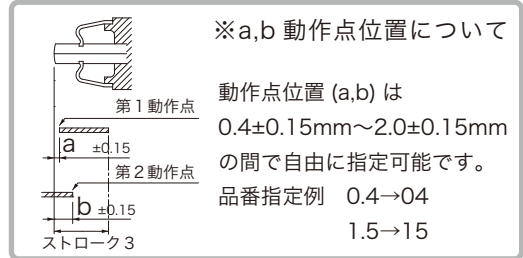 ※a,b 動作点位置について
第１動作点
a ±0.15
第２動作点
b ±0.15
ストローク3
動作点位置 (a,b) は
0.4±0.15mm～2.0±0.15mm
の間で自由に指定可能です。
品番指定例　0.4→04
1.5→15